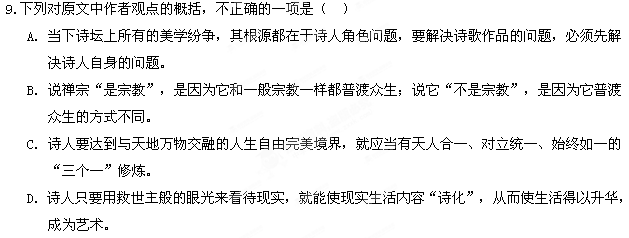 9.下列对原文中作者观点的概括，不正确的一项是（　）
A. 当下诗坛上所有的美学纷争，其根源都在于诗人角色问题，要解决诗歌作品的问题，必须先解
决诗人自身的问题。
B. 说禅宗“是宗教”，是因为它和一般宗教一样都普渡众生；说它“不是宗教”，是因为它普渡
众生的方式不同。
C. 诗人要达到与天地万物交融的人生自由完美境界，就应当有天人合一、对立统一、始终如一的
“三个一”修炼。
D. 诗人只要用救世主般的眼光来看待现实，就能使现实生活内容“诗化”，从而使生活得以升华，
成为艺术。